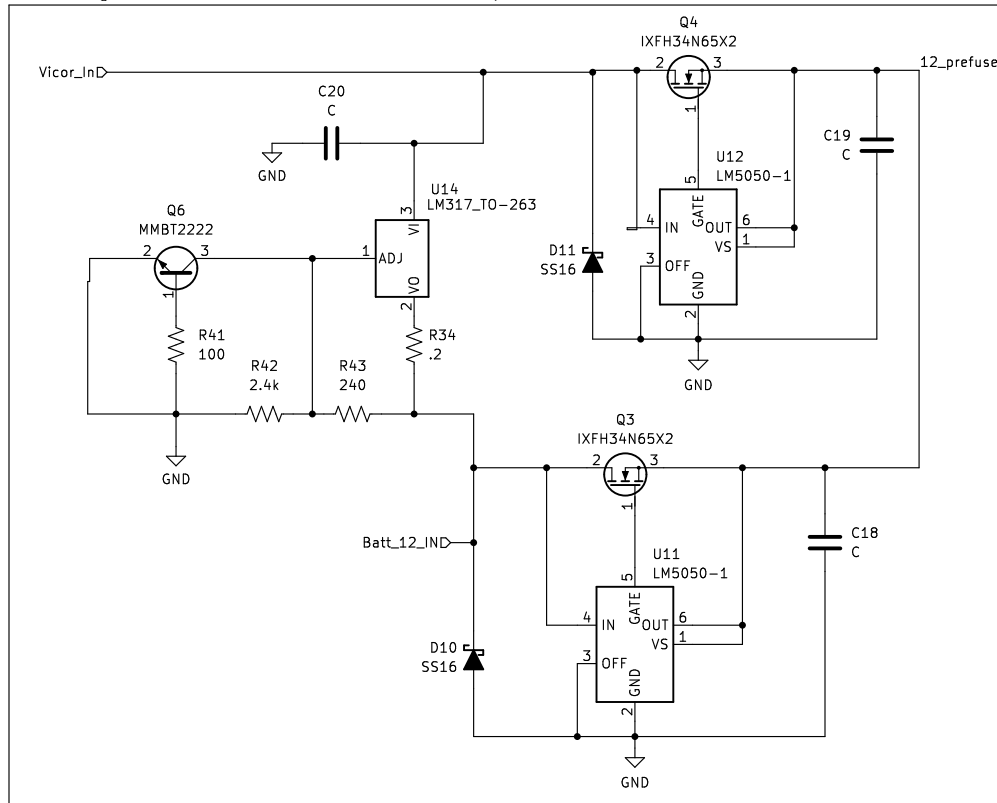 Q4
IXFH34N65X2
Vicor_In
2
3
12_prefuse
1
C20
C
GND
C19
C
U12
LM5050-1
5
GATE
4
IN
OUT
6
VS
1
3
OFF
GND
2
GND
D11
SS16
U14
LM317_TO-263
3
VI
1
ADJ
VO
2
Q6
MMBT2222
2
3
1
R41
100
R34
.2
R42
2.4k
R43
240
GND
Q3
IXFH34N65X2
2
3
1
Batt_12_IN
C18
C
U11
LM5050-1
5
GATE
4
IN
OUT
6
VS
1
3
OFF
GND
2
GND
D10
SS16